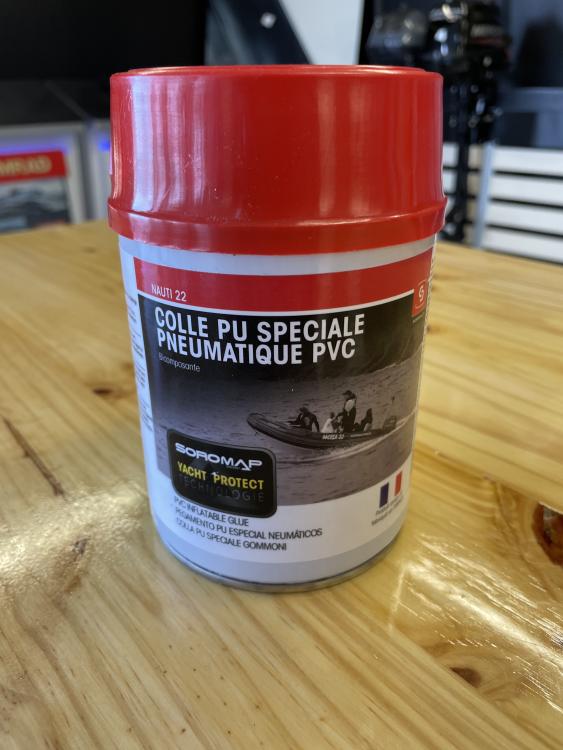 NAUTI 22
COLLE PU SPECIALE
PNEUMATIQUE PVC
Bicomposante
SOROMAP
YACHT PROTECT
TECHNOLOGIE
PVC INFLATABLE GLUE
PEGAMENTO PU ESPECIAL NEUMÁTICOS
COLLA PU SPECIALE GOMMONI